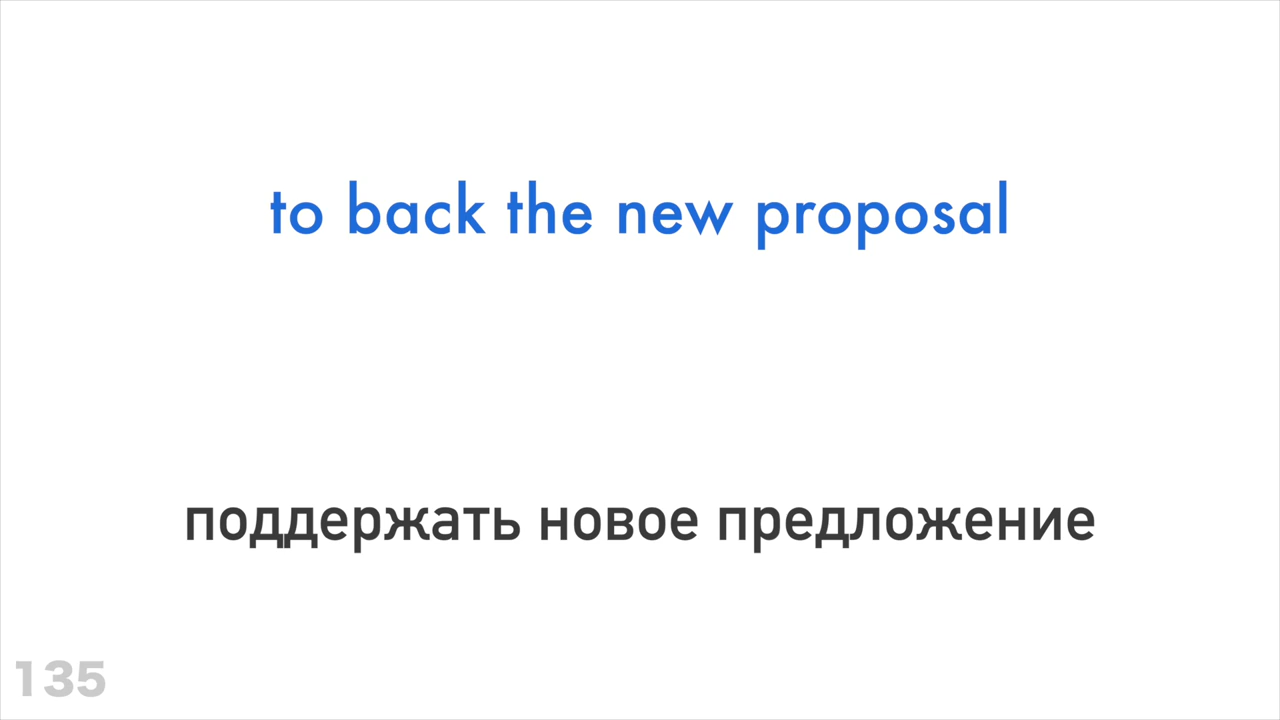 to back the new proposal
поддержать новое предложение
135